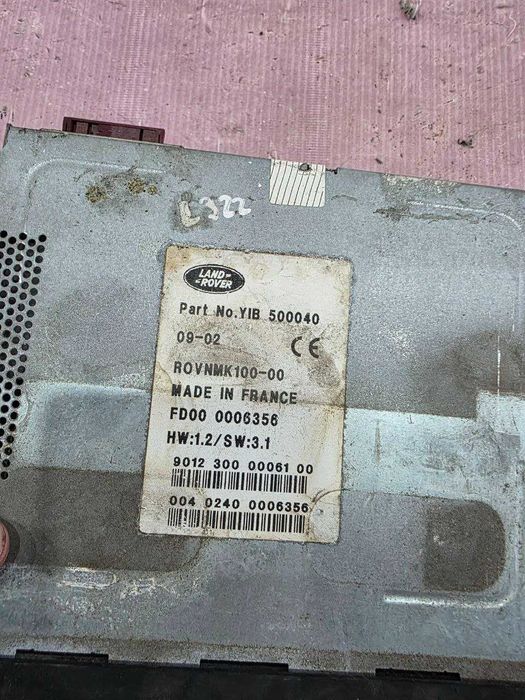 L322
LAND-
-ROVER
Part No.YIB 500040
09-02 CE
ROVNMK100-00
MADE IN FRANCE
FD00 0006356
HW:1.2/SW:3.1
9012 300 00061 00
004 0240 0006356